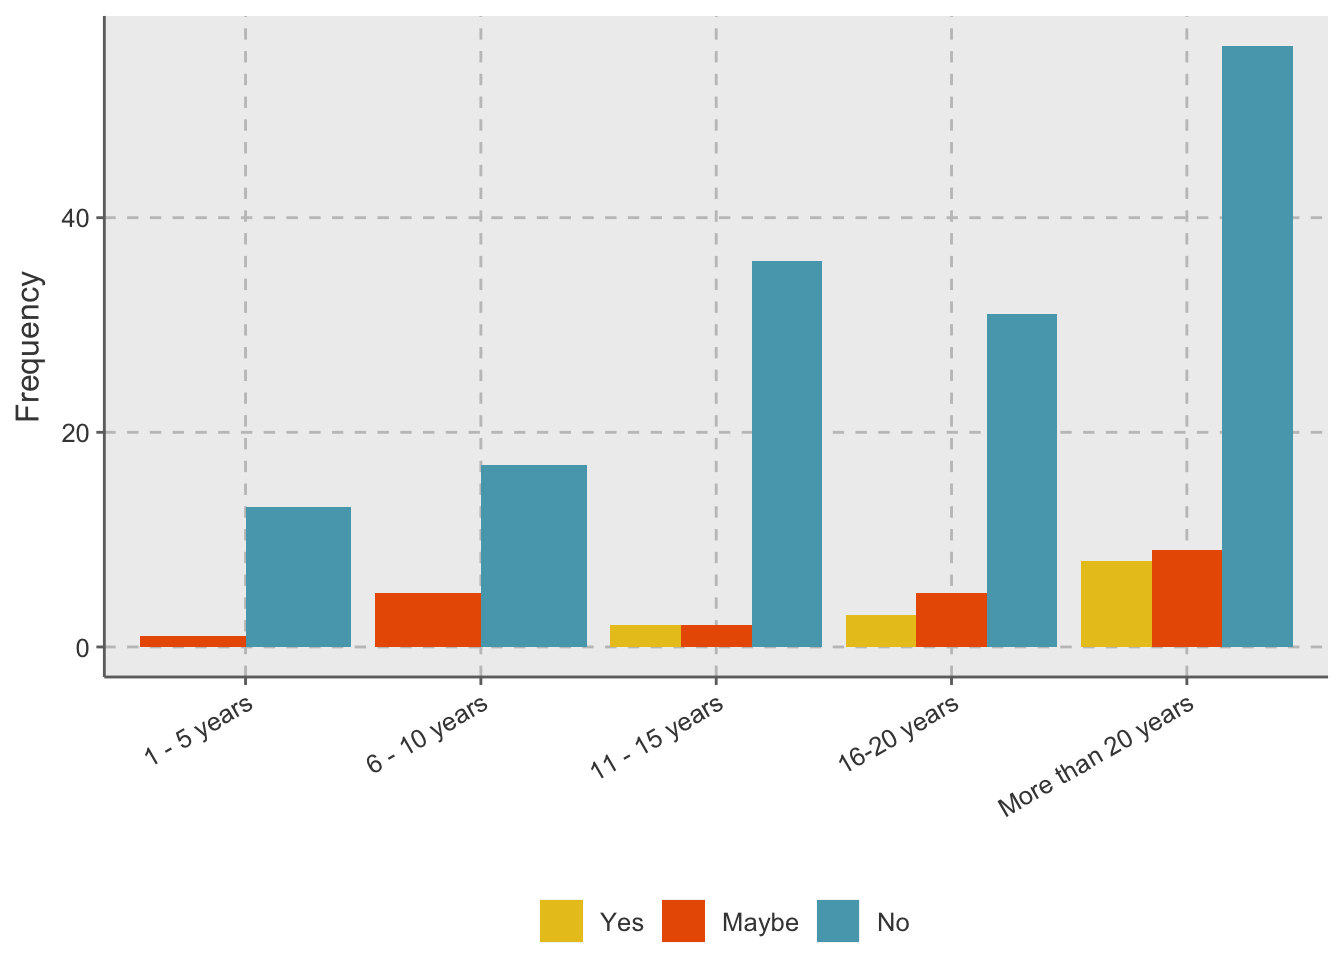 Frequency
40
20
0
1 - 5 years
6 - 10 years
11 - 15 years
16-20 years
More than 20 years
Yes
Maybe
No